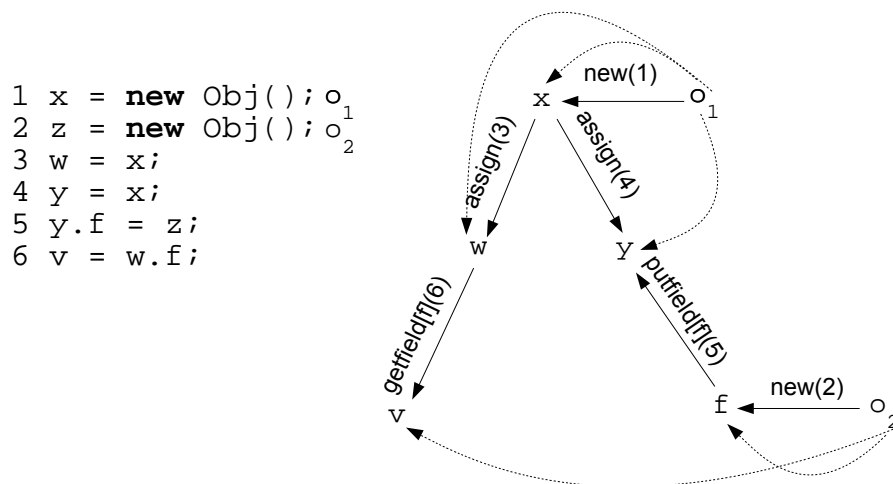 1 x = new Obj(); o1
2 z = new Obj(); o2
3 w = x;
4 y = x;
5 y.f = z;
6 v = w.f;
new(1)
x
o1
assign(3)
assign(4)
w
y
getfield[f](6)
putfield[f](5)
new(2)
v
f
o2